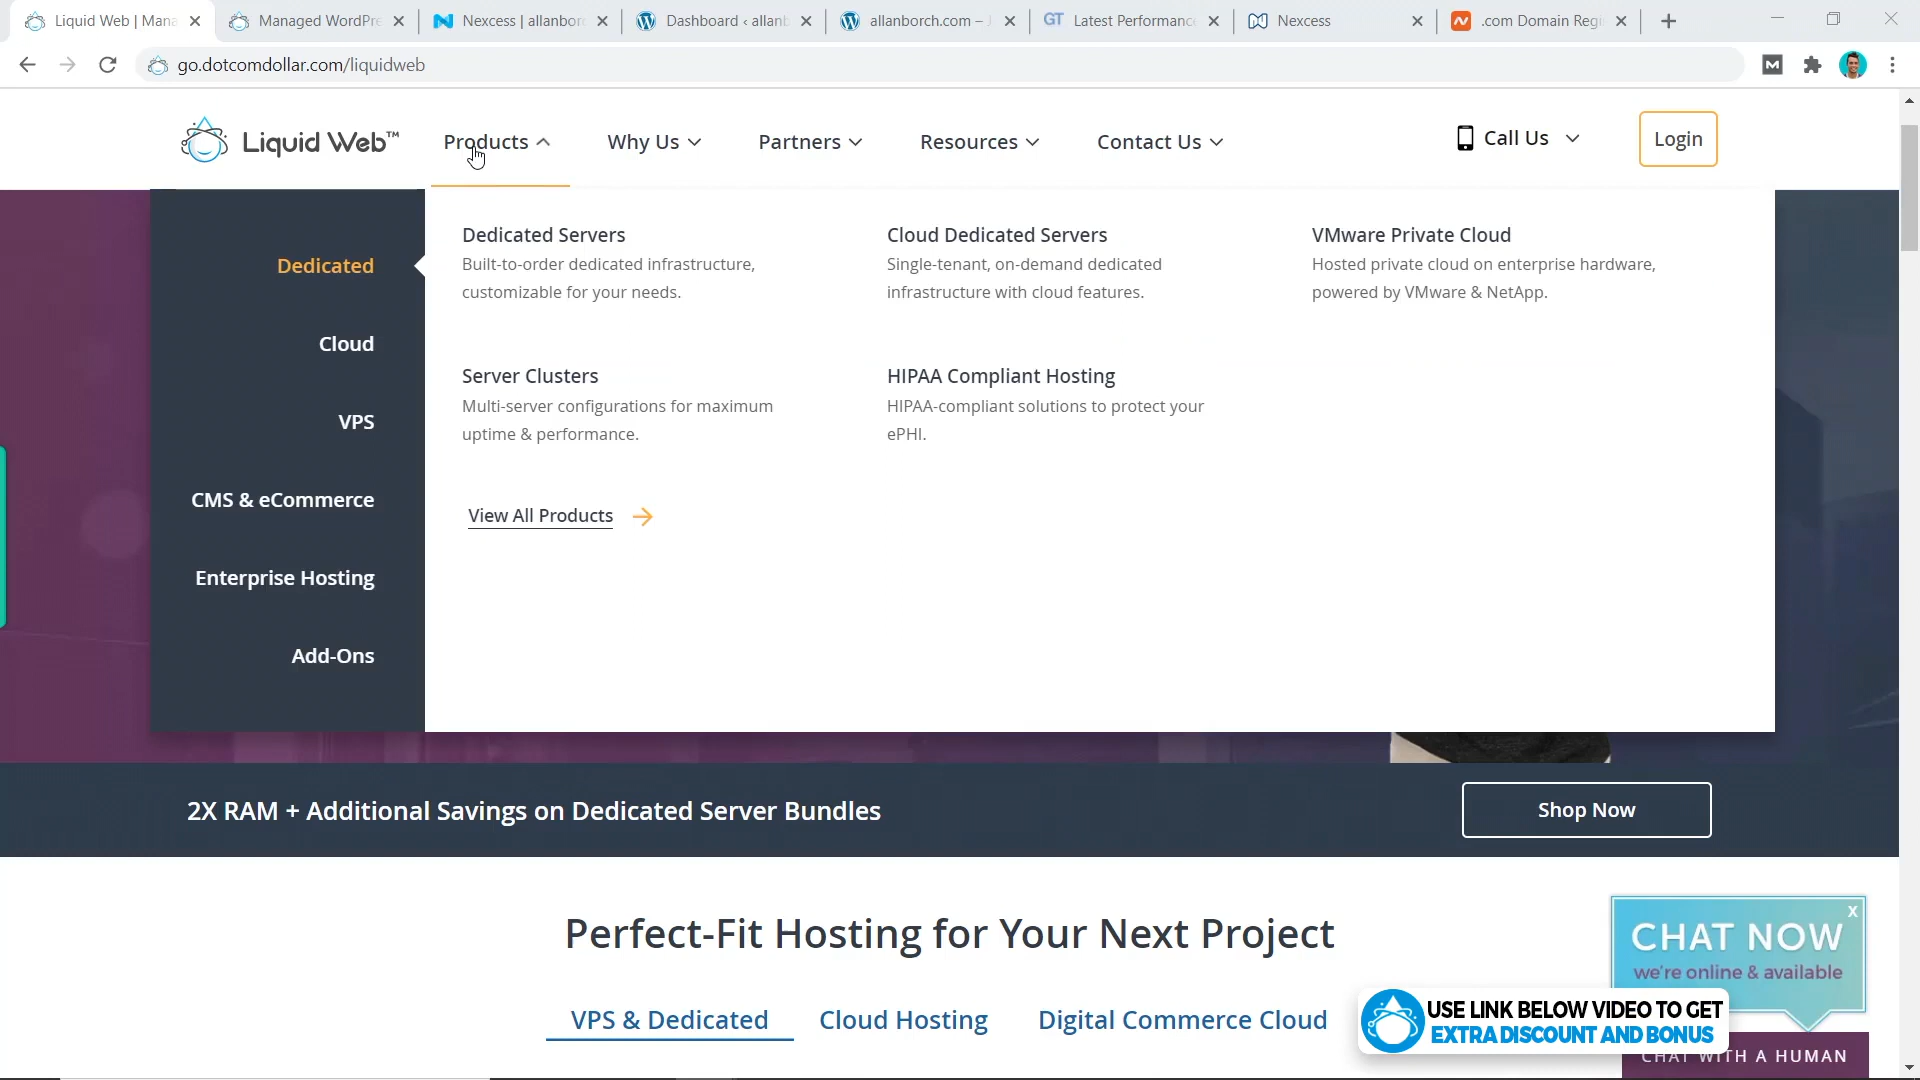 Liquid Web | Mana
Managed WordPre
Nexcess | allanbor
Dashboard ‹ allanb
allanborch.com –
GT
Latest Performanc
Nexcess
.com Domain Regi
go.dotcomdollar.com/liquidweb
M
Liquid Web™
Products
Why Us
Partners
Resources
Contact Us
Call Us
Login
Dedicated
Cloud
VPS
CMS & eCommerce
Enterprise Hosting
Add-Ons
Dedicated Servers
Built-to-order dedicated infrastructure,
customizable for your needs.
Cloud Dedicated Servers
Single-tenant, on-demand dedicated
infrastructure with cloud features.
VMware Private Cloud
Hosted private cloud on enterprise hardware,
powered by VMware & NetApp.
Server Clusters
Multi-server configurations for maximum
uptime & performance.
HIPAA Compliant Hosting
HIPAA-compliant solutions to protect your
ePHI.
View All Products
2X RAM + Additional Savings on Dedicated Server Bundles
Shop Now
Perfect-Fit Hosting for Your Next Project
VPS & Dedicated
Cloud Hosting
Digital Commerce Cloud
X
CHAT NOW
we're online & available
USE LINK BELOW VIDEO TO GET
EXTRA DISCOUNT AND BONUS
CHAT WITH A HUMAN